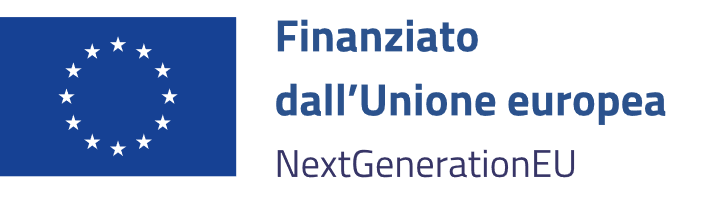 Finanziato
dall’Unione europea
NextGenerationEU